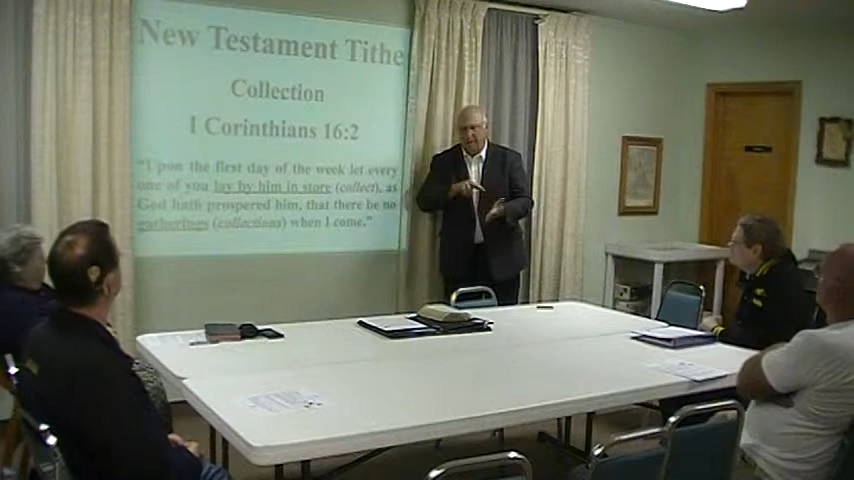 New Testament Tithe
Collection
I Corinthians 16:2
"Upon the first day of the week let every
one of you lay by him in store (collect), as
God hath prospered him, that there be no
gatherings (collections) when I come."